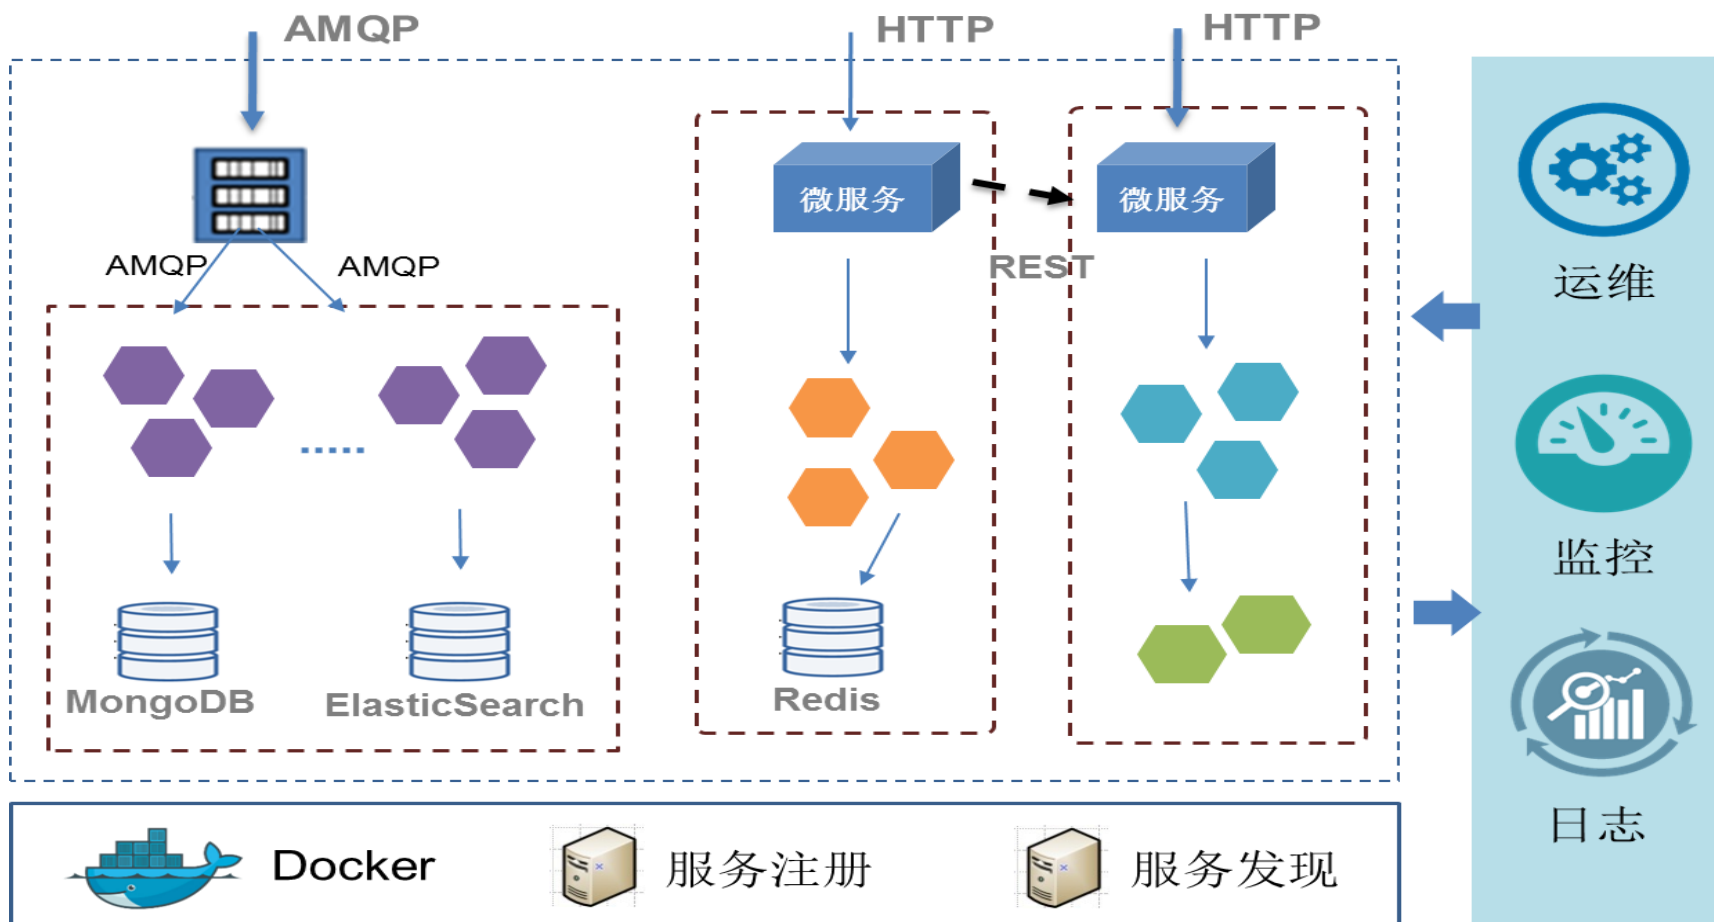 AMQP
HTTP
HTTP
微服务
微服务
AMQP
AMQP
REST
运维
监控
MongoDB
ElasticSearch
Redis
日志
Docker
服务注册
服务发现